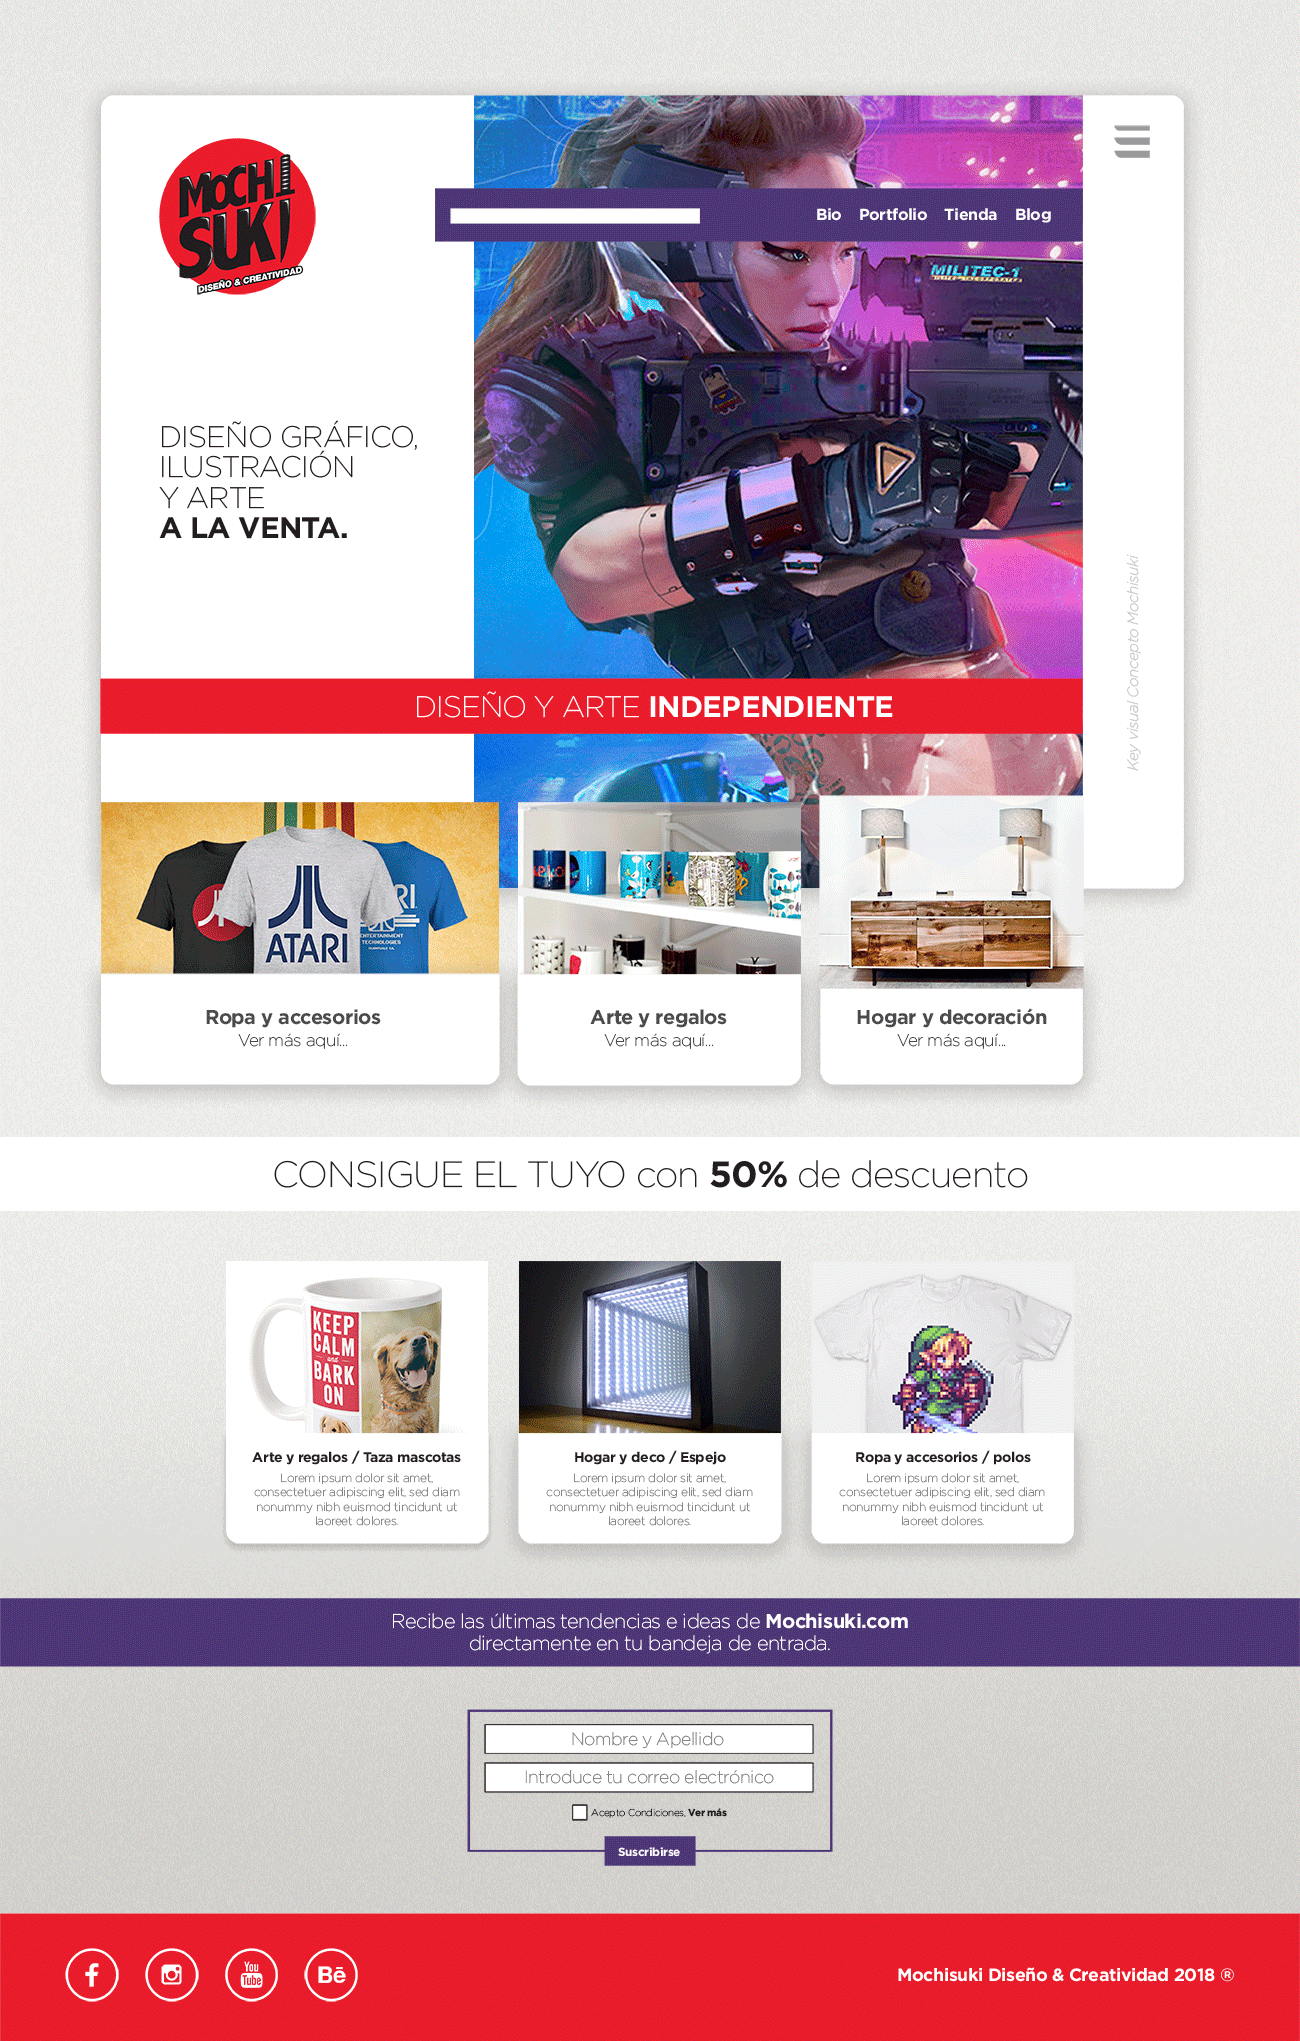 MOCHI
SUKI
DISEÑO & CREATIVIDAD
Bio Portfolio Tienda Blog
MILITEC-1
DISEÑO GRÁFICO,
ILUSTRACIÓN
Y ARTE
A LA VENTA.
Key visual Concepto Mochisuki
DISEÑO Y ARTE INDEPENDIENTE
ATARI
ENTERTAINMENT
TECHNOLOGIES
Ropa y accesorios
Ver más aquí...
Arte y regalos
Ver más aquí...
Hogar y decoración
Ver más aquí...
CONSIGUE EL TUYO con 50% de descuento
KEEP
CALM
and
BARK
ON
Arte y regalos / Taza mascotas
Lorem ipsum dolor sit amet,
consectetuer adipiscing elit, sed diam
nonummy nibh euismod tincidunt ut
laoreet dolores.
Hogar y deco / Espejo
Lorem ipsum dolor sit amet,
consectetuer adipiscing elit, sed diam
nonummy nibh euismod tincidunt ut
laoreet dolores.
Ropa y accesorios / polos
Lorem ipsum dolor sit amet,
consectetuer adipiscing elit, sed diam
nonummy nibh euismod tincidunt ut
laoreet dolores.
Recibe las últimas tendencias e ideas de Mochisuki.com
directamente en tu bandeja de entrada.
Nombre y Apellido
Introduce tu correo electrónico
Acepto Condiciones, Ver más
Suscribirse
You
Tube
Bē
Mochisuki Diseño & Creatividad 2018 ®